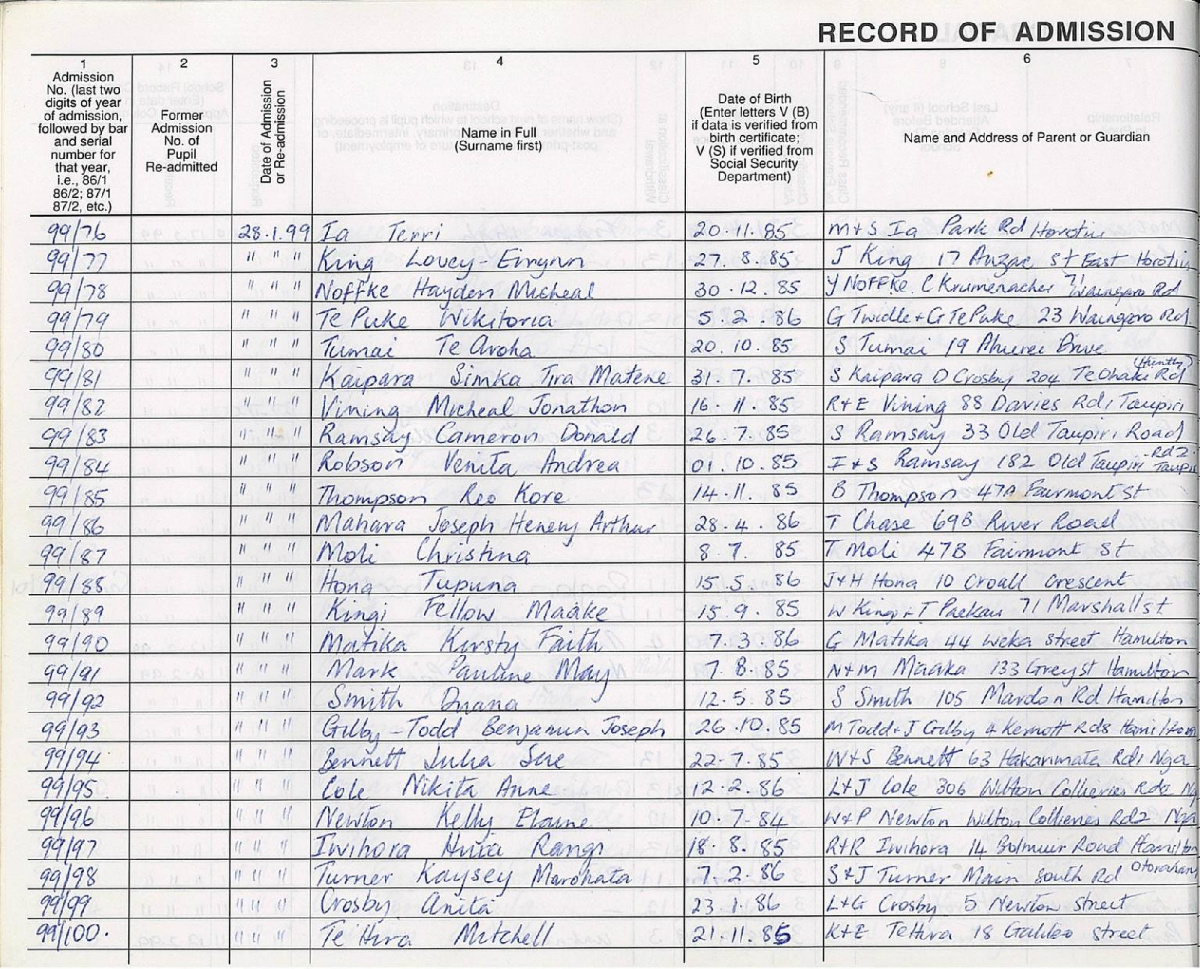 RECORD OF ADMISSION
1 2 3 4 5 6
Admission No. (last two digits of year of admission, followed by bar and serial number for that year, i.e., 86/1 86/2; 87/1 87/2, etc.)
Former Admission No. of Pupil Re-admitted
Date of Admission or Re-admission
Name in Full (Surname first)
Date of Birth (Enter letters V (B) if data is verified from birth certificate; V (S) if verified from Social Security Department)
Name and Address of Parent or Guardian
99/76 28.1.99 Ia Terri 20.11.85 M+S Ia Park Rd Horotiu
99/77 " " " King Lovey-Eirrynn 27.8.85 J King 17 Anzac St East Horotiu
99/78 " " " Noffke Hayden Micheal 30.12.85 Y Noffke C Krumenacher 71 Waingaro Rd
99/79 " " " Te Puke Wikitoria 5.2.86 G Twidle + G Te Puke 23 Waingaro Rd
99/80 " " " Tumai Te Aroha 20.10.85 S Tumai 19 Ahurei Drive
99/81 " " " Kaipara Simka Tira Matene 31.7.85 S Kaipara D Crosby 204 Te Ohaki Rd (Huntly)
99/82 " " " Vining Micheal Jonathon 16.11.85 R+E Vining 88 Davies Rd1 Taupiri
99/83 " " " Ramsay Cameron Donald 26.7.85 S Ramsay 33 Old Taupiri Road
99/84 " " " Robson Venita Andrea 01.10.85 I+S Ramsay 182 Old Taupiri Rd2 Taupiri
99/85 " " " Thompson Reo Kore 14.11.85 B Thompson 47A Fairmont St
99/86 " " " Mahara Joseph Henery Arthur 28.4.86 T Chase 69B River Road
99/87 " " " Moli Christina 8.7.85 T Moli 47B Fairmont St
99/88 " " " Hona Tupuna 15.5.86 J+H Hona 10 Croall Crescent
99/89 " " " Kingi Fellow Maake 15.9.85 W Kingi + T Paekau 71 Marshall st
99/90 " " " Matika Kirsty Faith 7.3.86 G Matika 44 Weka Street Hamilton
99/91 " " " Mark Pauline May 7.8.85 N+M Maaka 133 Grey st Hamilton
99/92 " " " Smith Dyana 12.5.85 S Smith 105 Mardon Rd Hamilton
99/93 " " " Gilby-Todd Benjamin Joseph 26.10.85 M Todd + J Gilby 4 Kernott Rd8 Hamilton
99/94 " " " Bennett Julia Sue 22.7.85 W+S Bennett 63 Hakarimate Rd1 Nga
99/95 " " " Cole Nikita Anne 12.2.86 L+J Cole 306 Wilton Collieries Rd2
99/96 " " " Newton Kelly Elaine 10.7.84 W+P Newton Wilton Collieries Rd2
99/97 " " " Iwihora Huia Rangi 18.8.85 R+R Iwihora 14 Bolmuir Road Hamilton
99/98 " " " Turner Kaysey Marohata 7.2.86 S+J Turner Main South Rd Otorohanga
99/99 " " " Crosby Anita 23.1.86 L+G Crosby 5 Newton Street
99/100. " " " Te Hira Mitchell 21.11.85 K+E TeHira 18 Galileo Street